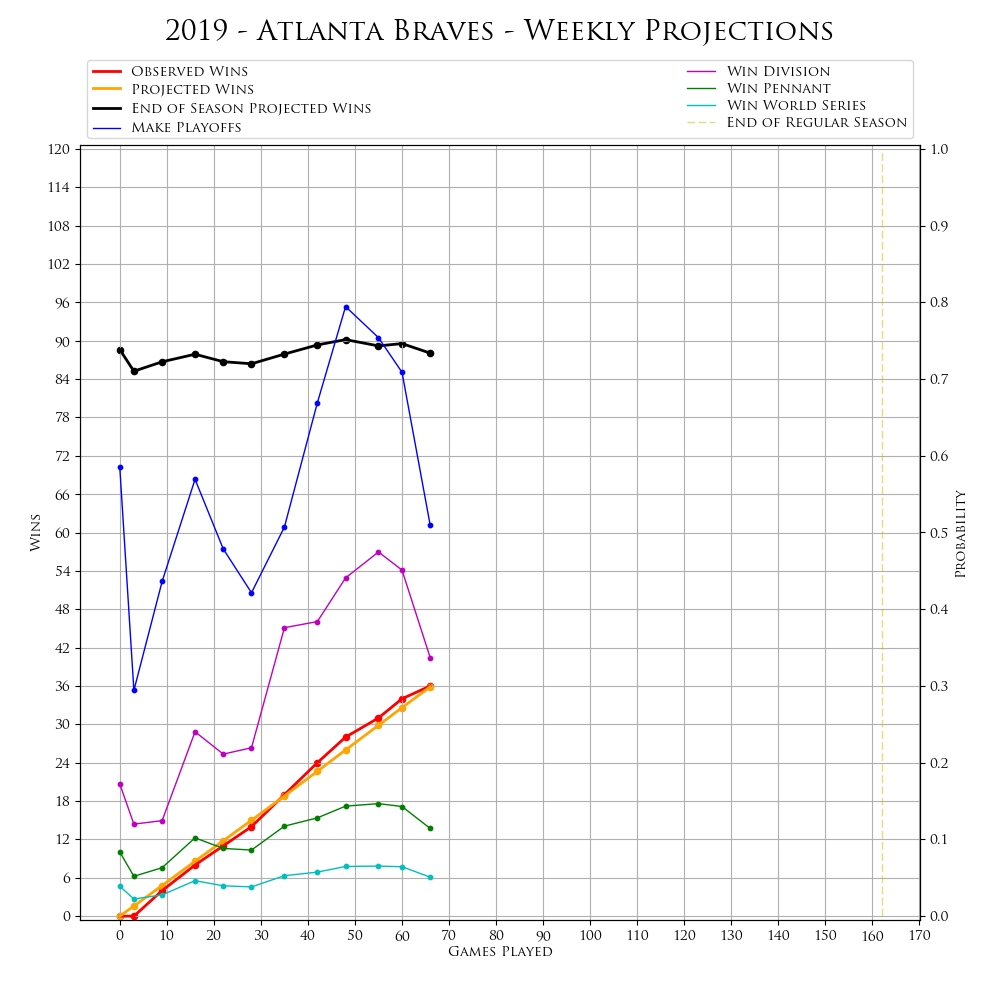 2019 - Atlanta Braves - Weekly Projections
Observed Wins
Projected Wins
End of Season Projected Wins
Make Playoffs
Win Division
Win Pennant
Win World Series
End of Regular Season
120
114
108
102
96
90
84
78
72
66
60
54
48
42
36
30
24
18
12
6
0
Wins
1.0
0.9
0.8
0.7
0.6
0.5
0.4
0.3
0.2
0.1
0.0
Probability
0 10 20 30 40 50 60 70 80 90 100 110 120 130 140 150 160 170
Games Played